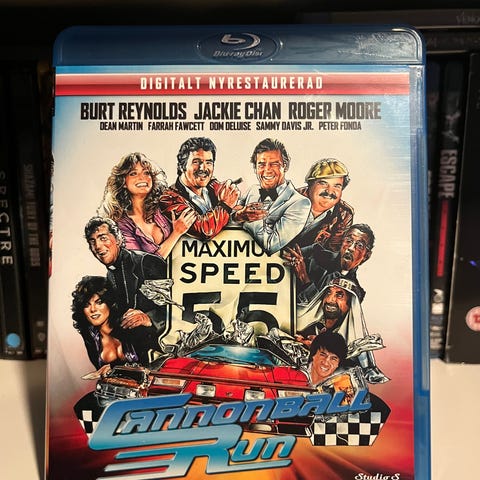 Blu-ray Disc
DIGITALT NYRESTAURERAD
BURT REYNOLDS JACKIE CHAN ROGER MOORE
DEAN MARTIN FARRAH FAWCETT DOM DELUISE SAMMY DAVIS JR. PETER FONDA
MAXIMUM
SPEED
55
CANNONBALL
RUN
Studio S
SPECTRE
ESCAPE